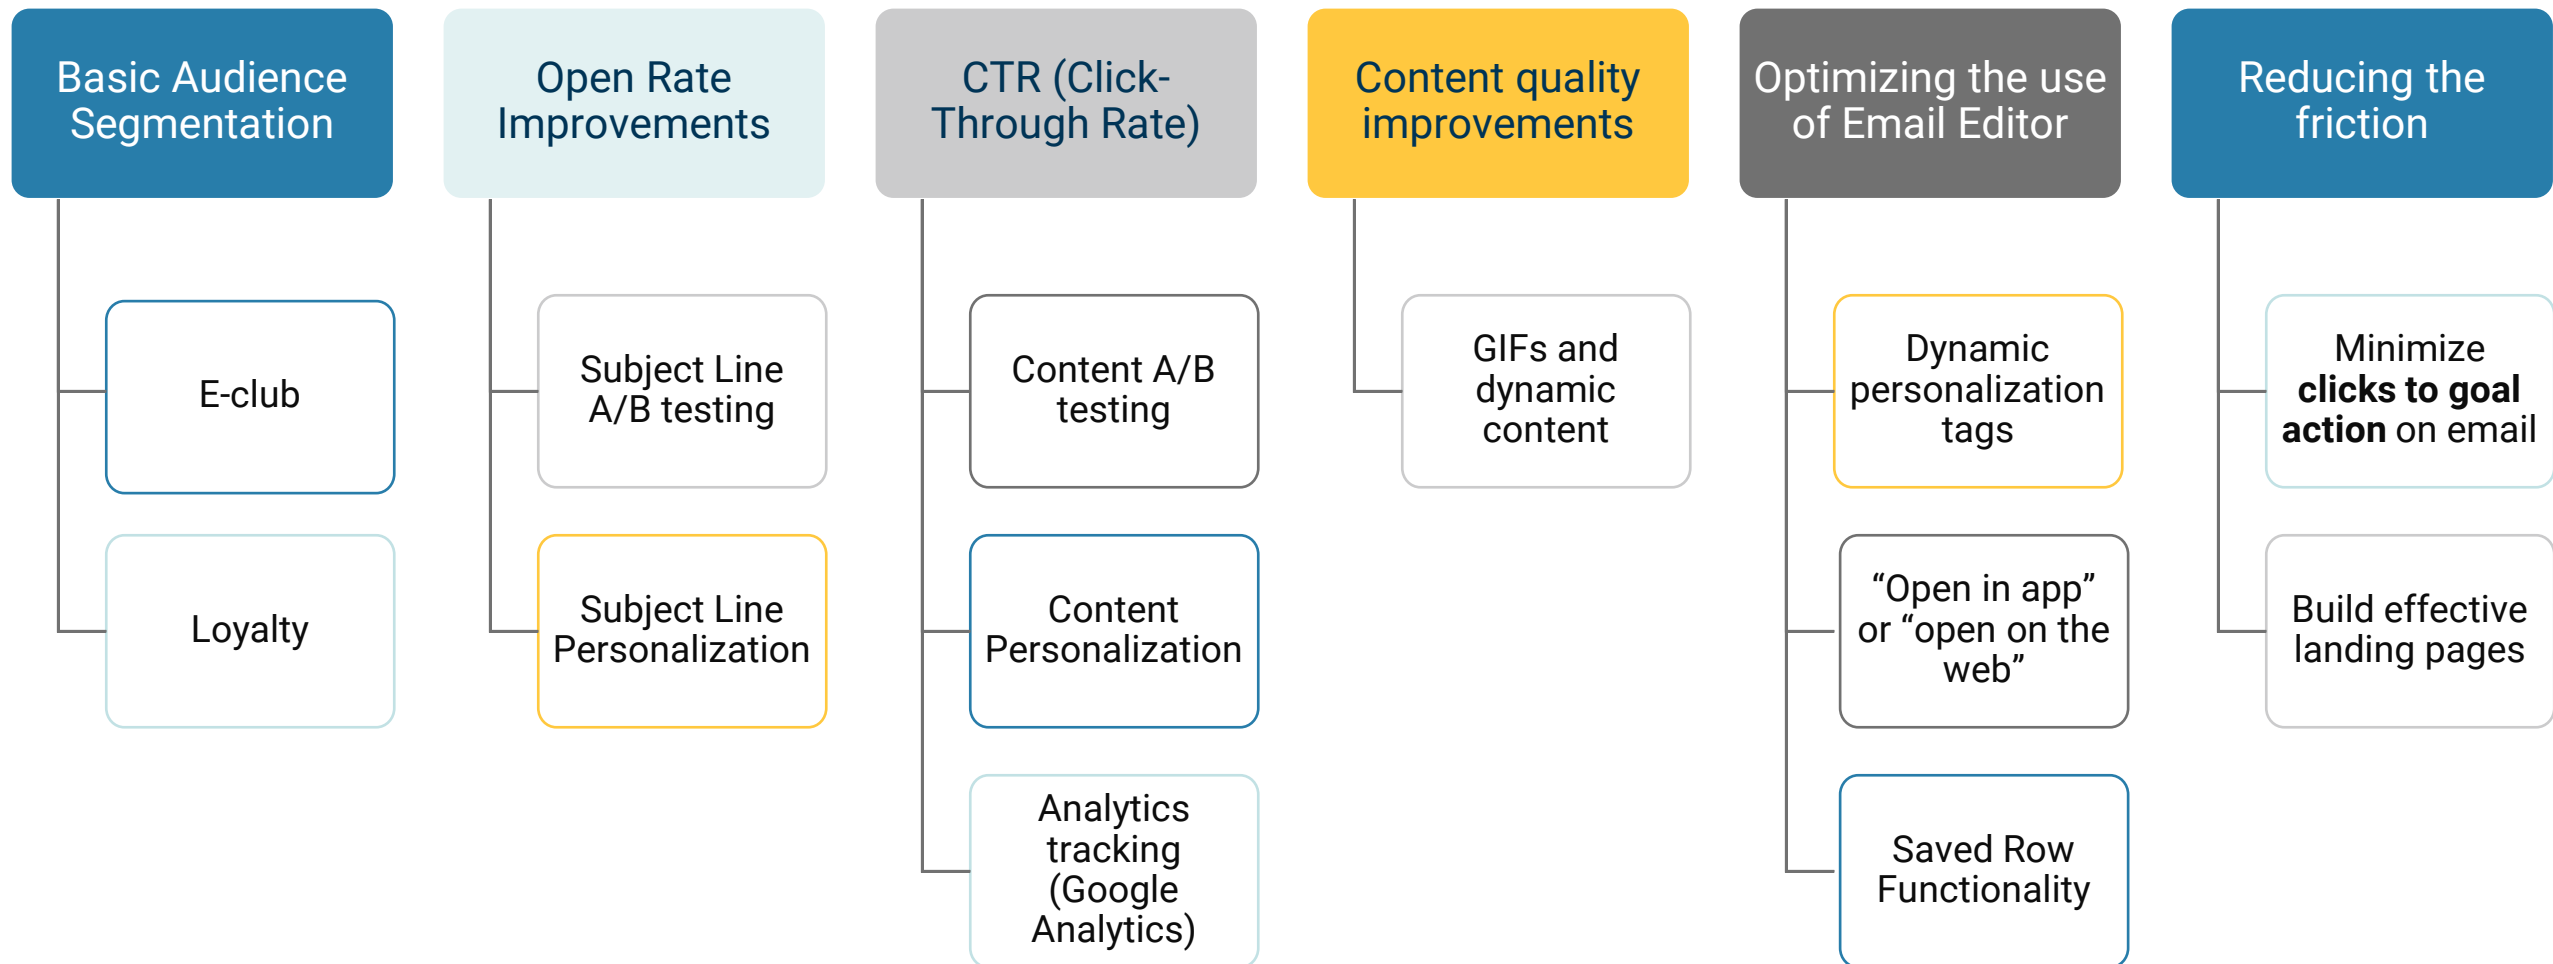 Basic Audience
Segmentation
E-club
Loyalty
Open Rate
Improvements
Subject Line
A/B testing
Subject Line
Personalization
CTR (Click-
Through Rate)
Content A/B
testing
Content
Personalization
Analytics
tracking
(Google
Analytics)
Content quality
improvements
GIFs and
dynamic
content
Optimizing the use
of Email Editor
Dynamic
personalization
tags
“Open in app”
or “open on the
web”
Saved Row
Functionality
Reducing the
friction
Minimize
clicks to goal
action on email
Build effective
landing pages